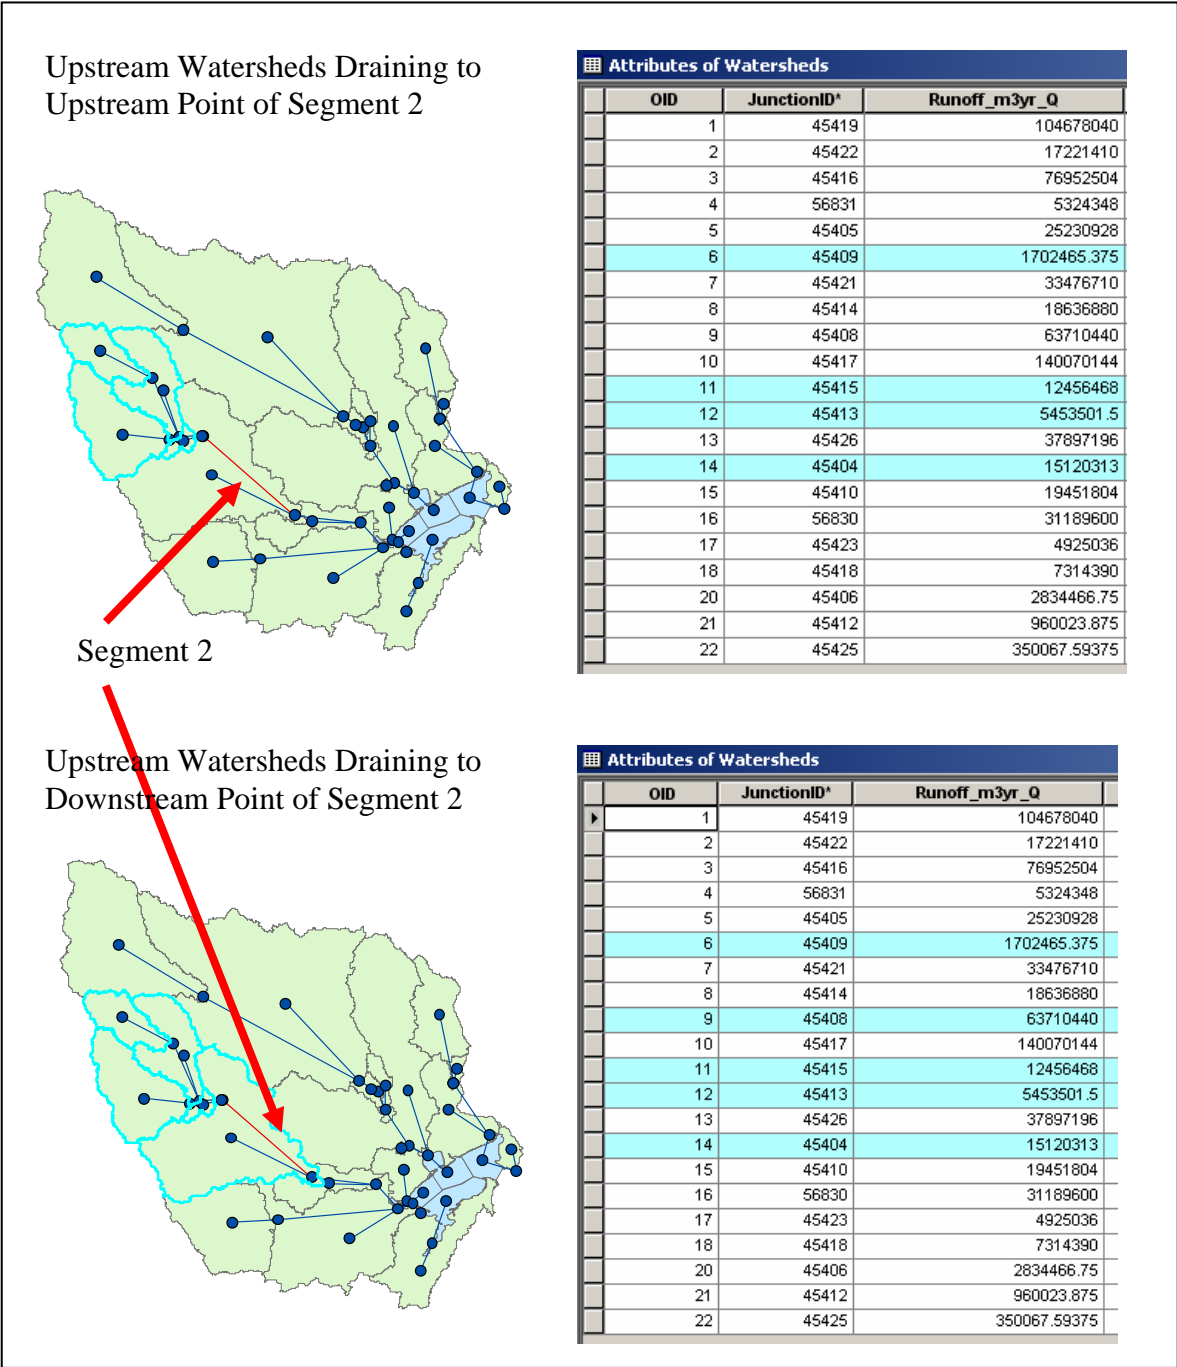 Upstream Watersheds Draining to
Upstream Point of Segment 2
Attributes of Watersheds
OID JunctionID* Runoff_m3yr_Q
1 45419 104678040
2 45422 17221410
3 45416 76952504
4 56831 5324348
5 45405 25230928
6 45409 1702465.375
7 45421 33476710
8 45414 18636880
9 45408 63710440
10 45417 140070144
11 45415 12456468
12 45413 5453501.5
13 45426 37897196
14 45404 15120313
15 45410 19451804
16 56830 31189600
17 45423 4925036
18 45418 7314390
20 45406 2834466.75
21 45412 960023.875
22 45425 350067.59375
Segment 2
Upstream Watersheds Draining to
Downstream Point of Segment 2
Attributes of Watersheds
OID JunctionID* Runoff_m3yr_Q
1 45419 104678040
2 45422 17221410
3 45416 76952504
4 56831 5324348
5 45405 25230928
6 45409 1702465.375
7 45421 33476710
8 45414 18636880
9 45408 63710440
10 45417 140070144
11 45415 12456468
12 45413 5453501.5
13 45426 37897196
14 45404 15120313
15 45410 19451804
16 56830 31189600
17 45423 4925036
18 45418 7314390
20 45406 2834466.75
21 45412 960023.875
22 45425 350067.59375